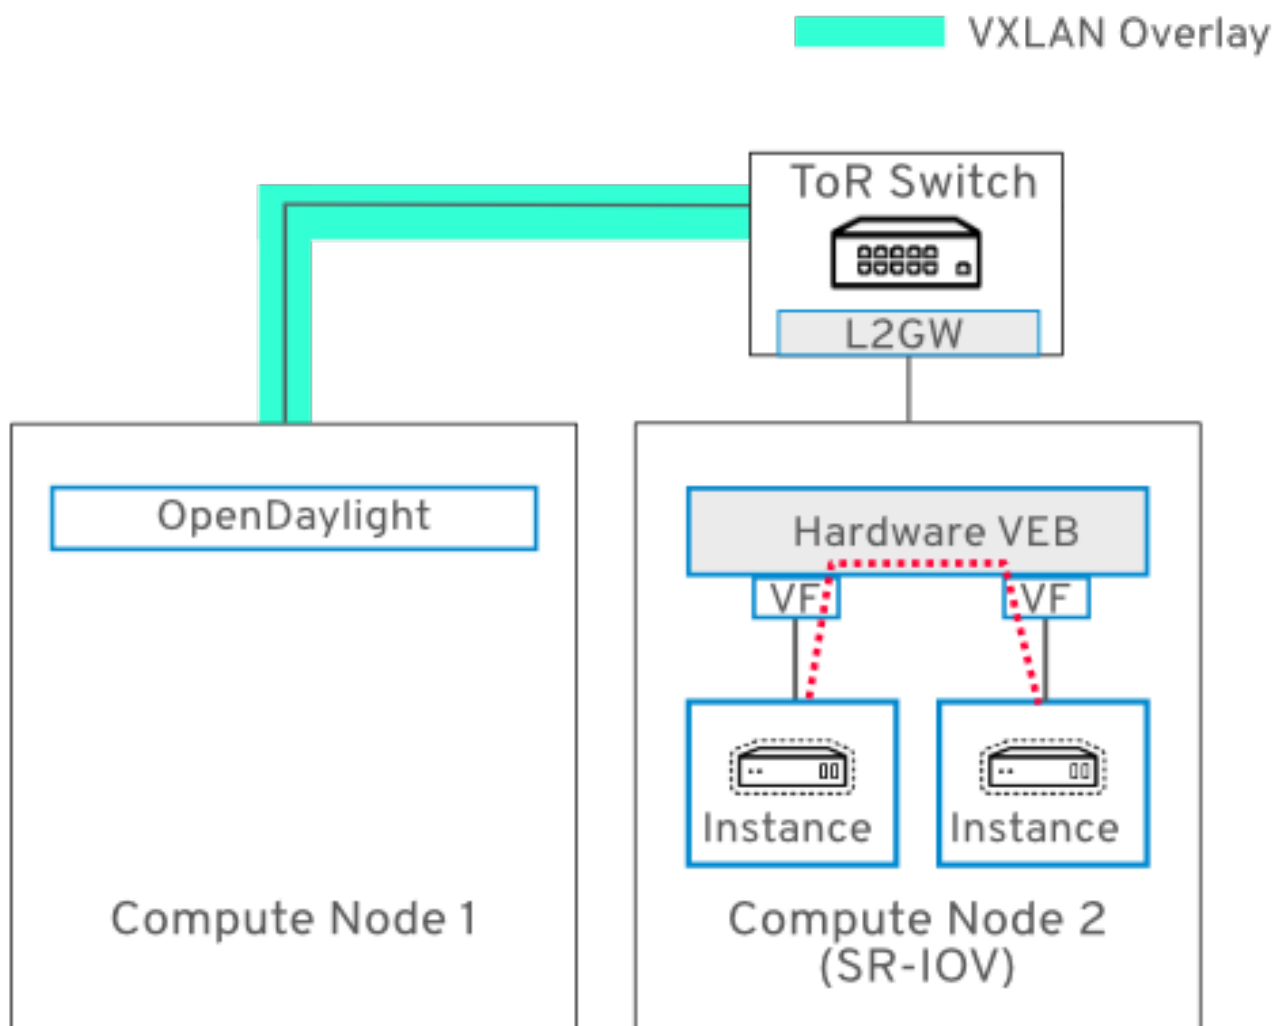 VXLAN Overlay
ToR Switch
L2GW
OpenDaylight
Hardware VEB
VF
VF
Instance
Instance
Compute Node 1
Compute Node 2
(SR-IOV)